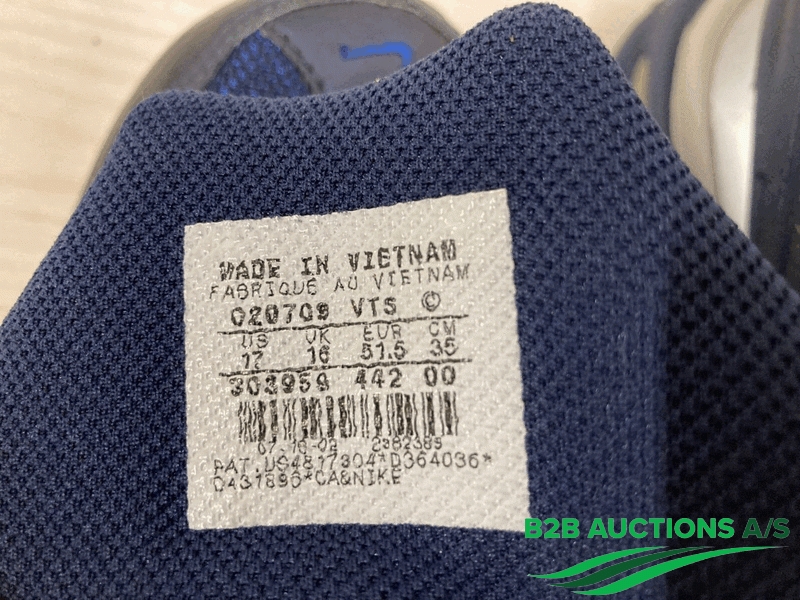 MADE IN VIETNAM
FABRIQUE AU VIETNAM
020709 VTS ©
US UK EUR CM
17 16 51.5 35
303959 442 00
2382389
PAT.US4817304*D364036*
D431896*CA&NIKE
B2B AUCTIONS A/S